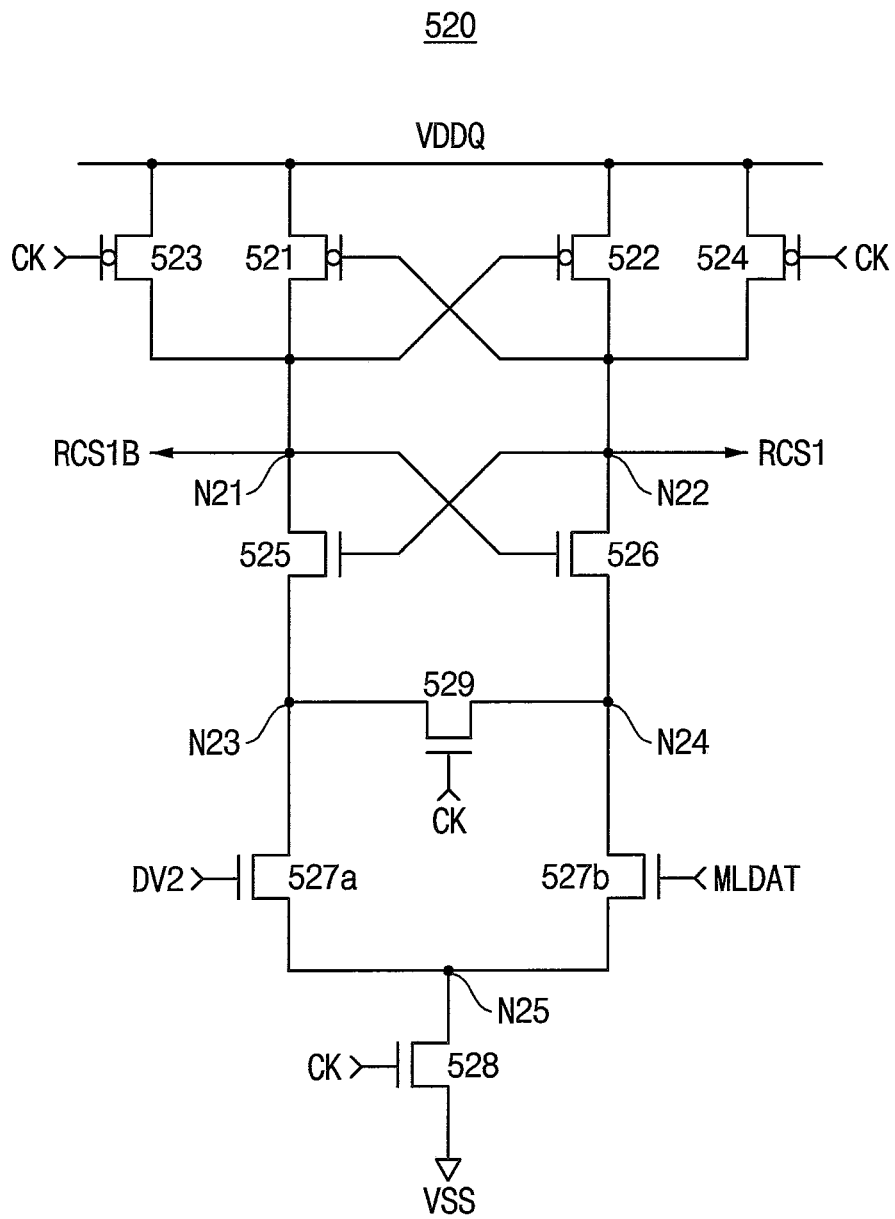 520
VDDQ
CK 523 521 522 524 CK
RCS1B RCS1
N21 N22
525 526
529
N23 N24
CK
DV2 527a 527b MLDAT
N25
CK 528
VSS